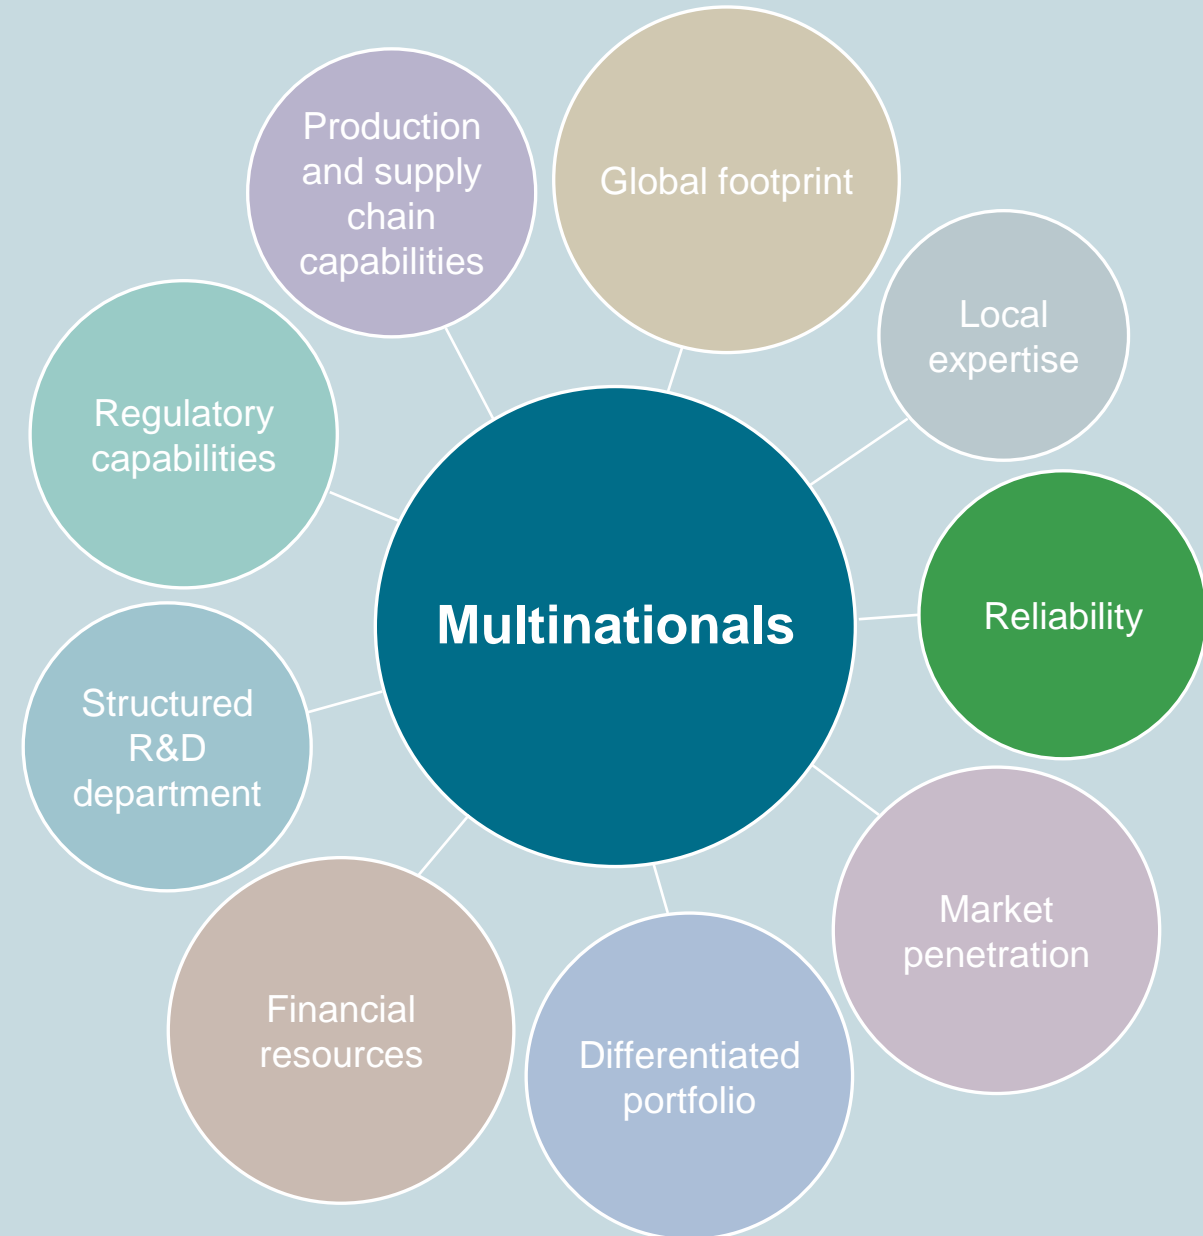 Production
and supply
chain
capabilities
Global footprint
Local
expertise
Regulatory
capabilities
Multinationals
Reliability
Structured
R&D
department
Market
penetration
Financial
resources
Differentiated
portfolio